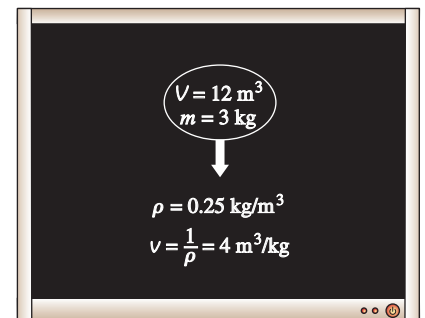 V = 12 m³
m = 3 kg
ρ = 0.25 kg/m³
v = 1/ρ = 4 m³/kg